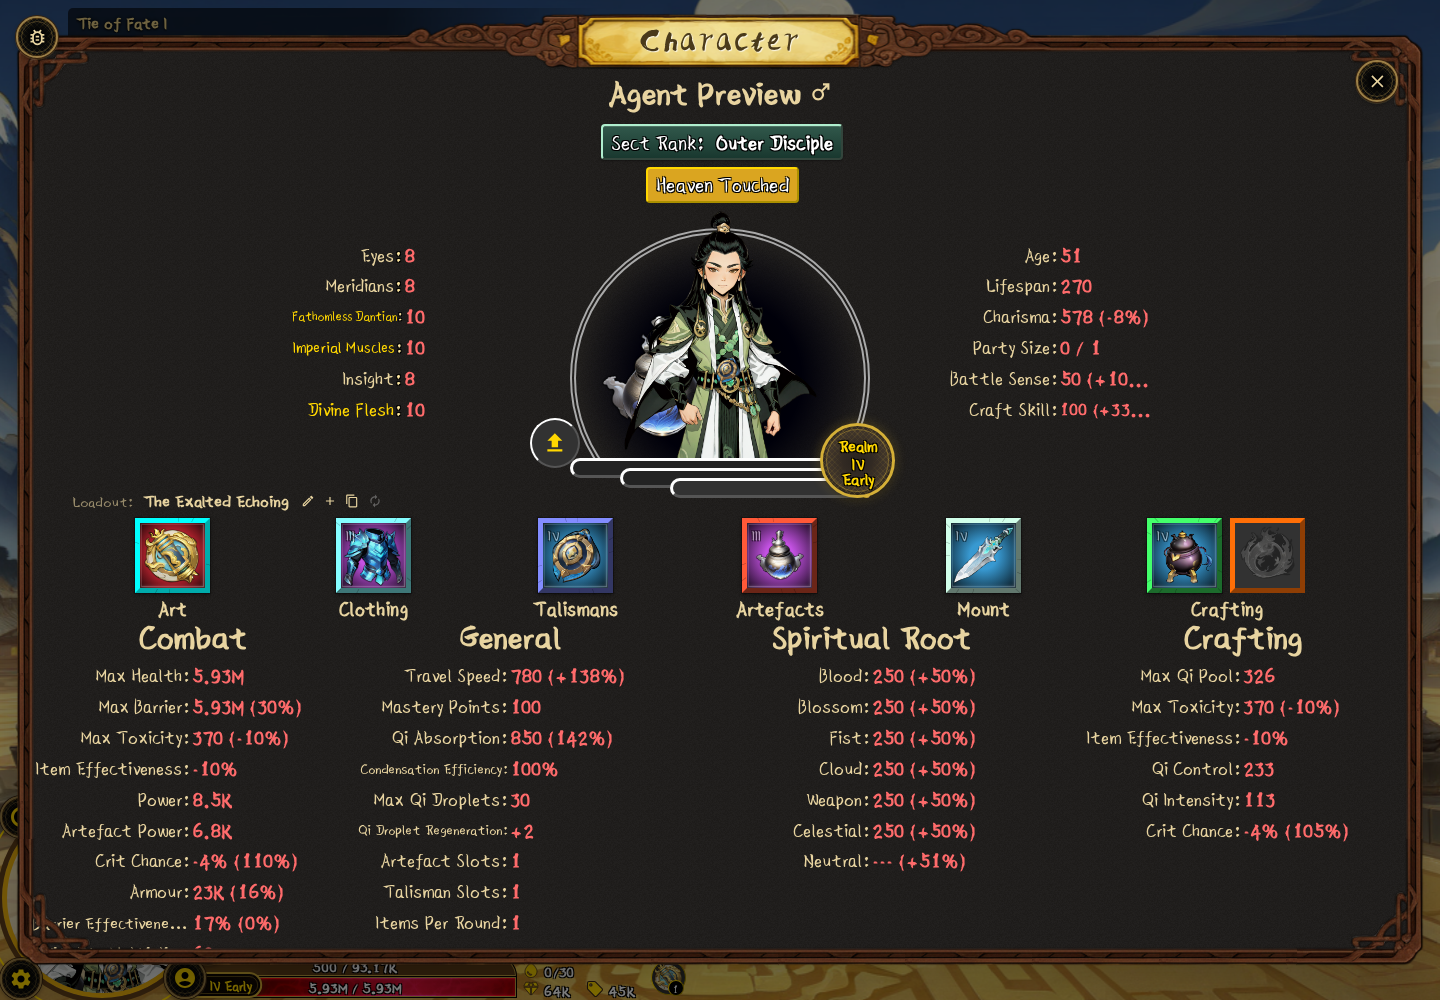 Tie of Fate I
Character
Agent Preview ♂
Sect Rank: Outer Disciple
Heaven Touched
Eyes: 8
Meridians: 8
Fathomless Dantian: 10
Imperial Muscles: 10
Insight: 8
Divine Flesh: 10
Age: 51
Lifespan: 270
Charisma: 578 (-8%)
Party Size: 0 / 1
Battle Sense: 50 (+10...
Craft Skill: 100 (+33...
Realm
IV
Early
Loadout: The Exalted Echoing
III
IV
III
IV
IV
Art
Clothing
Talismans
Artefacts
Mount
Crafting
Combat
Max Health: 5.93M
Max Barrier: 5.93M (30%)
Max Toxicity: 370 (-10%)
Item Effectiveness: -10%
Power: 8.5K
Artefact Power: 6.8K
Crit Chance: -4% (110%)
Armour: 23K (16%)
Effectivene... 17% (0%)
General
Travel Speed: 780 (+138%)
Mastery Points: 100
Qi Absorption: 850 (142%)
Condensation Efficiency: 100%
Max Qi Droplets: 30
Qi Droplet Regeneration: +2
Artefact Slots: 1
Talisman Slots: 1
Items Per Round: 1
Spiritual Root
Blood: 250 (+50%)
Blossom: 250 (+50%)
Fist: 250 (+50%)
Cloud: 250 (+50%)
Weapon: 250 (+50%)
Celestial: 250 (+50%)
Neutral: --- (+51%)
Crafting
Max Qi Pool: 326
Max Toxicity: 370 (-10%)
Item Effectiveness: -10%
Qi Control: 233
Qi Intensity: 113
Crit Chance: -4% (105%)
500 / 93.17K
IV Early
5.93M / 5.93M
0/30
64K
45K
f